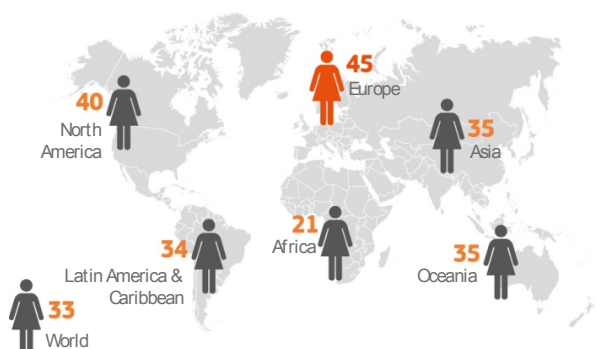 45
Europe
40
North
America
35
Asia
21
Africa
34
Latin America &
Caribbean
35
Oceania
33
World